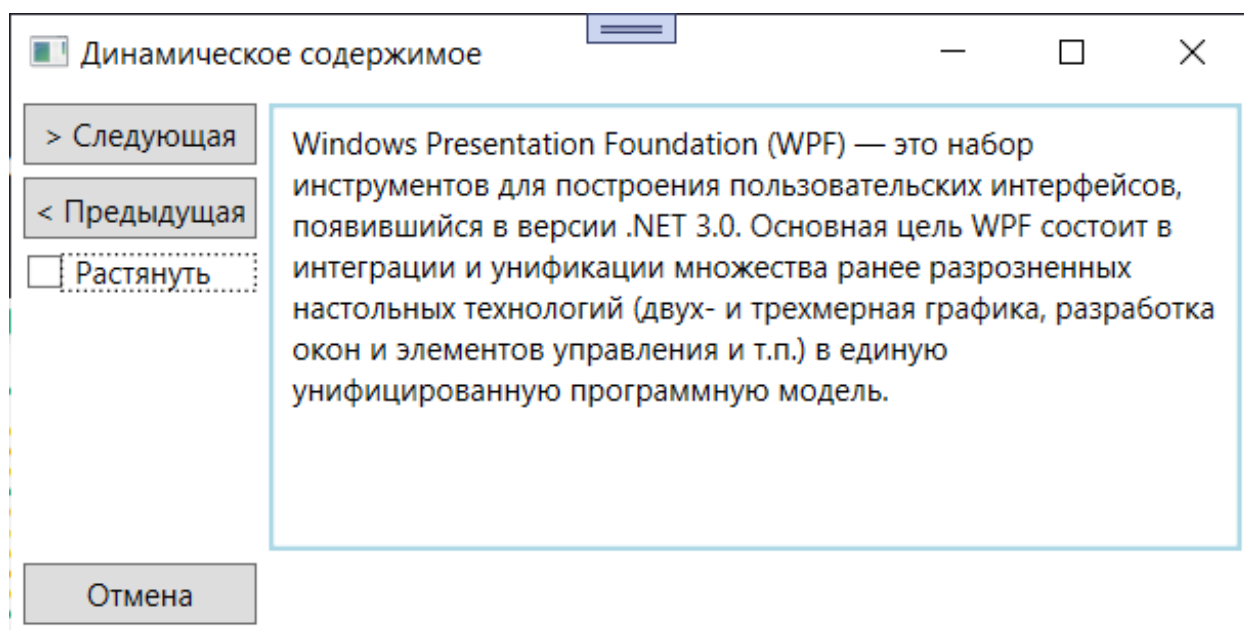 Динамическое содержимое
> Следующая
< Предыдущая
Растянуть
Отмена
Windows Presentation Foundation (WPF) — это набор
инструментов для построения пользовательских интерфейсов,
появившийся в версии .NET 3.0. Основная цель WPF состоит в
интеграции и унификации множества ранее разрозненных
настольных технологий (двух- и трехмерная графика, разработка
окон и элементов управления и т.п.) в единую
унифицированную программную модель.